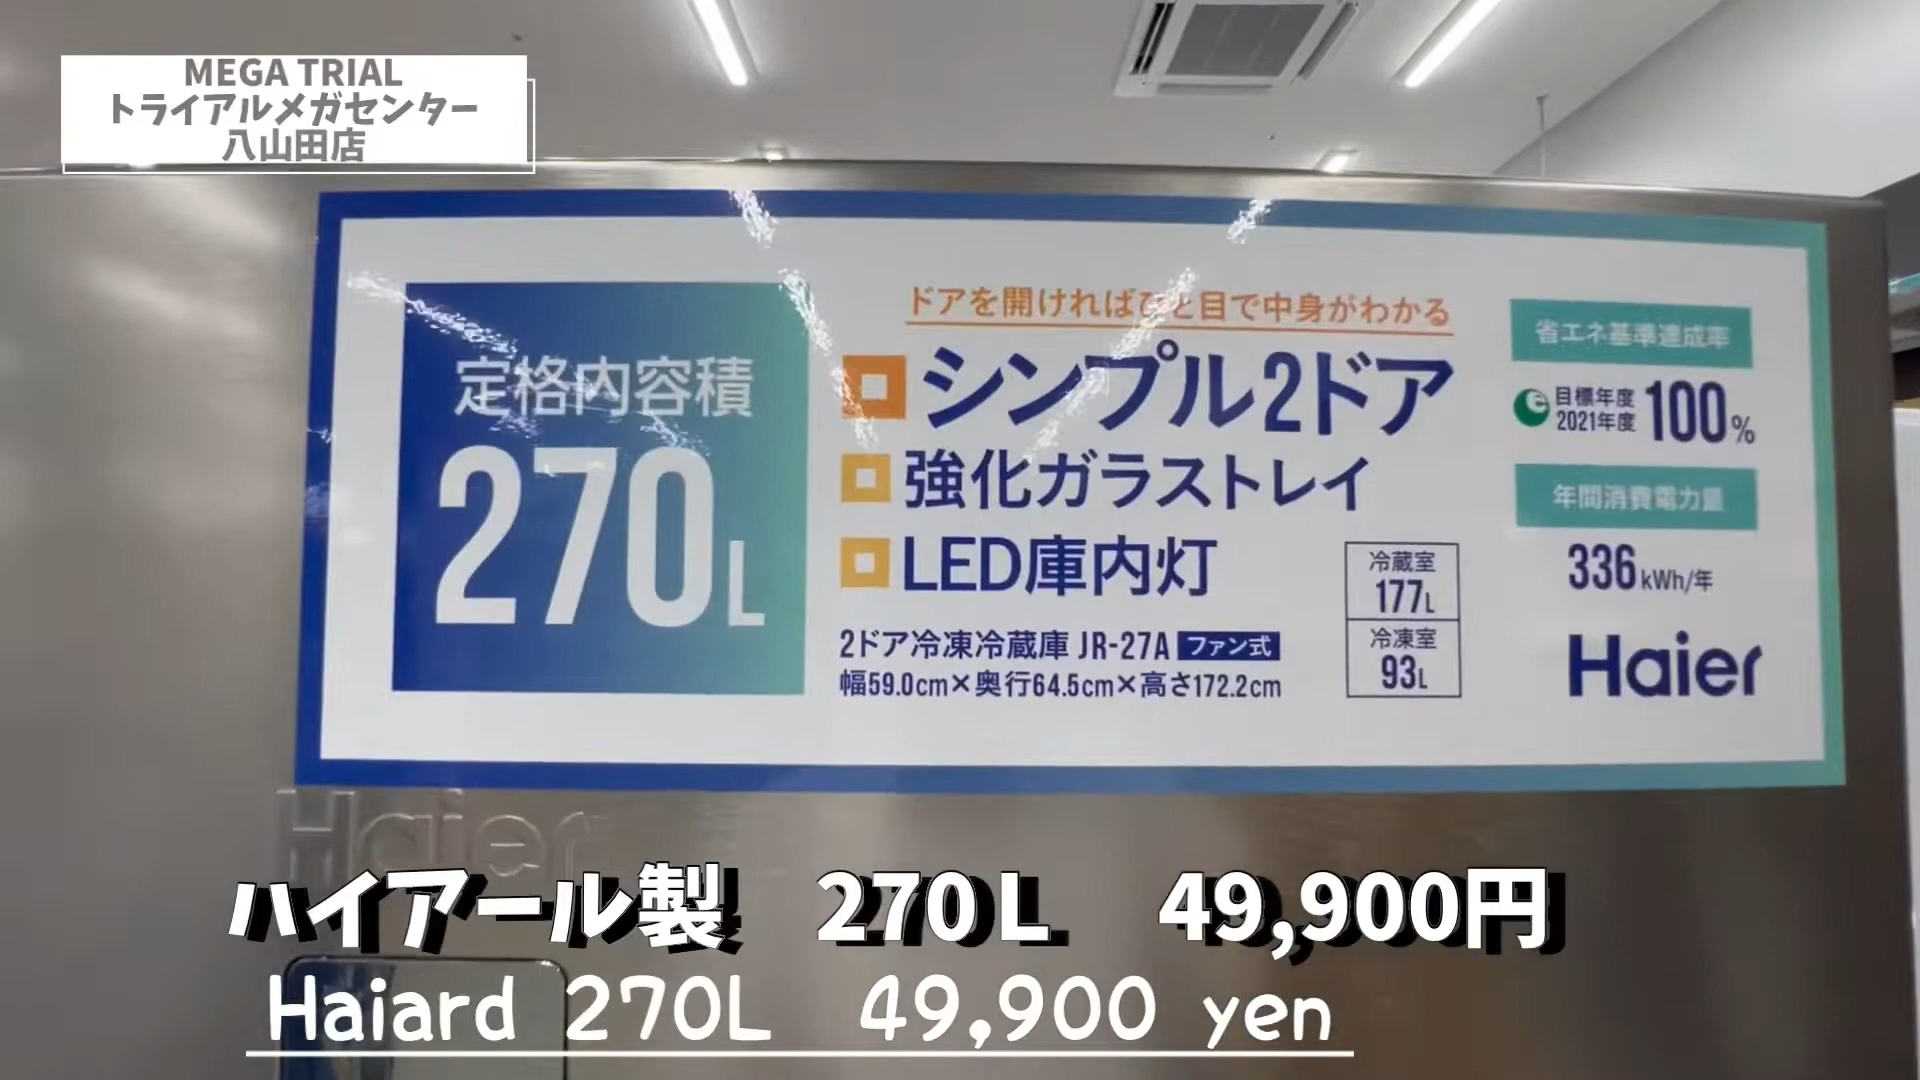 MEGA TRIAL
トライアルメガセンター
八山田店
定格内容積
270L
ドアを開ければひと目で中身がわかる
シンプル2ドア
強化ガラストレイ
LED庫内灯
2ドア冷凍冷蔵庫 JR-27A ファン式
幅59.0cm×奥行64.5cm×高さ172.2cm
冷蔵室
177L
冷凍室
93L
省エネ基準達成率
目標年度
2021年度
100%
年間消費電力量
336kWh/年
Haier
Haier
ハイアール製 270L 49,900円
Haiard 270L 49,900 yen